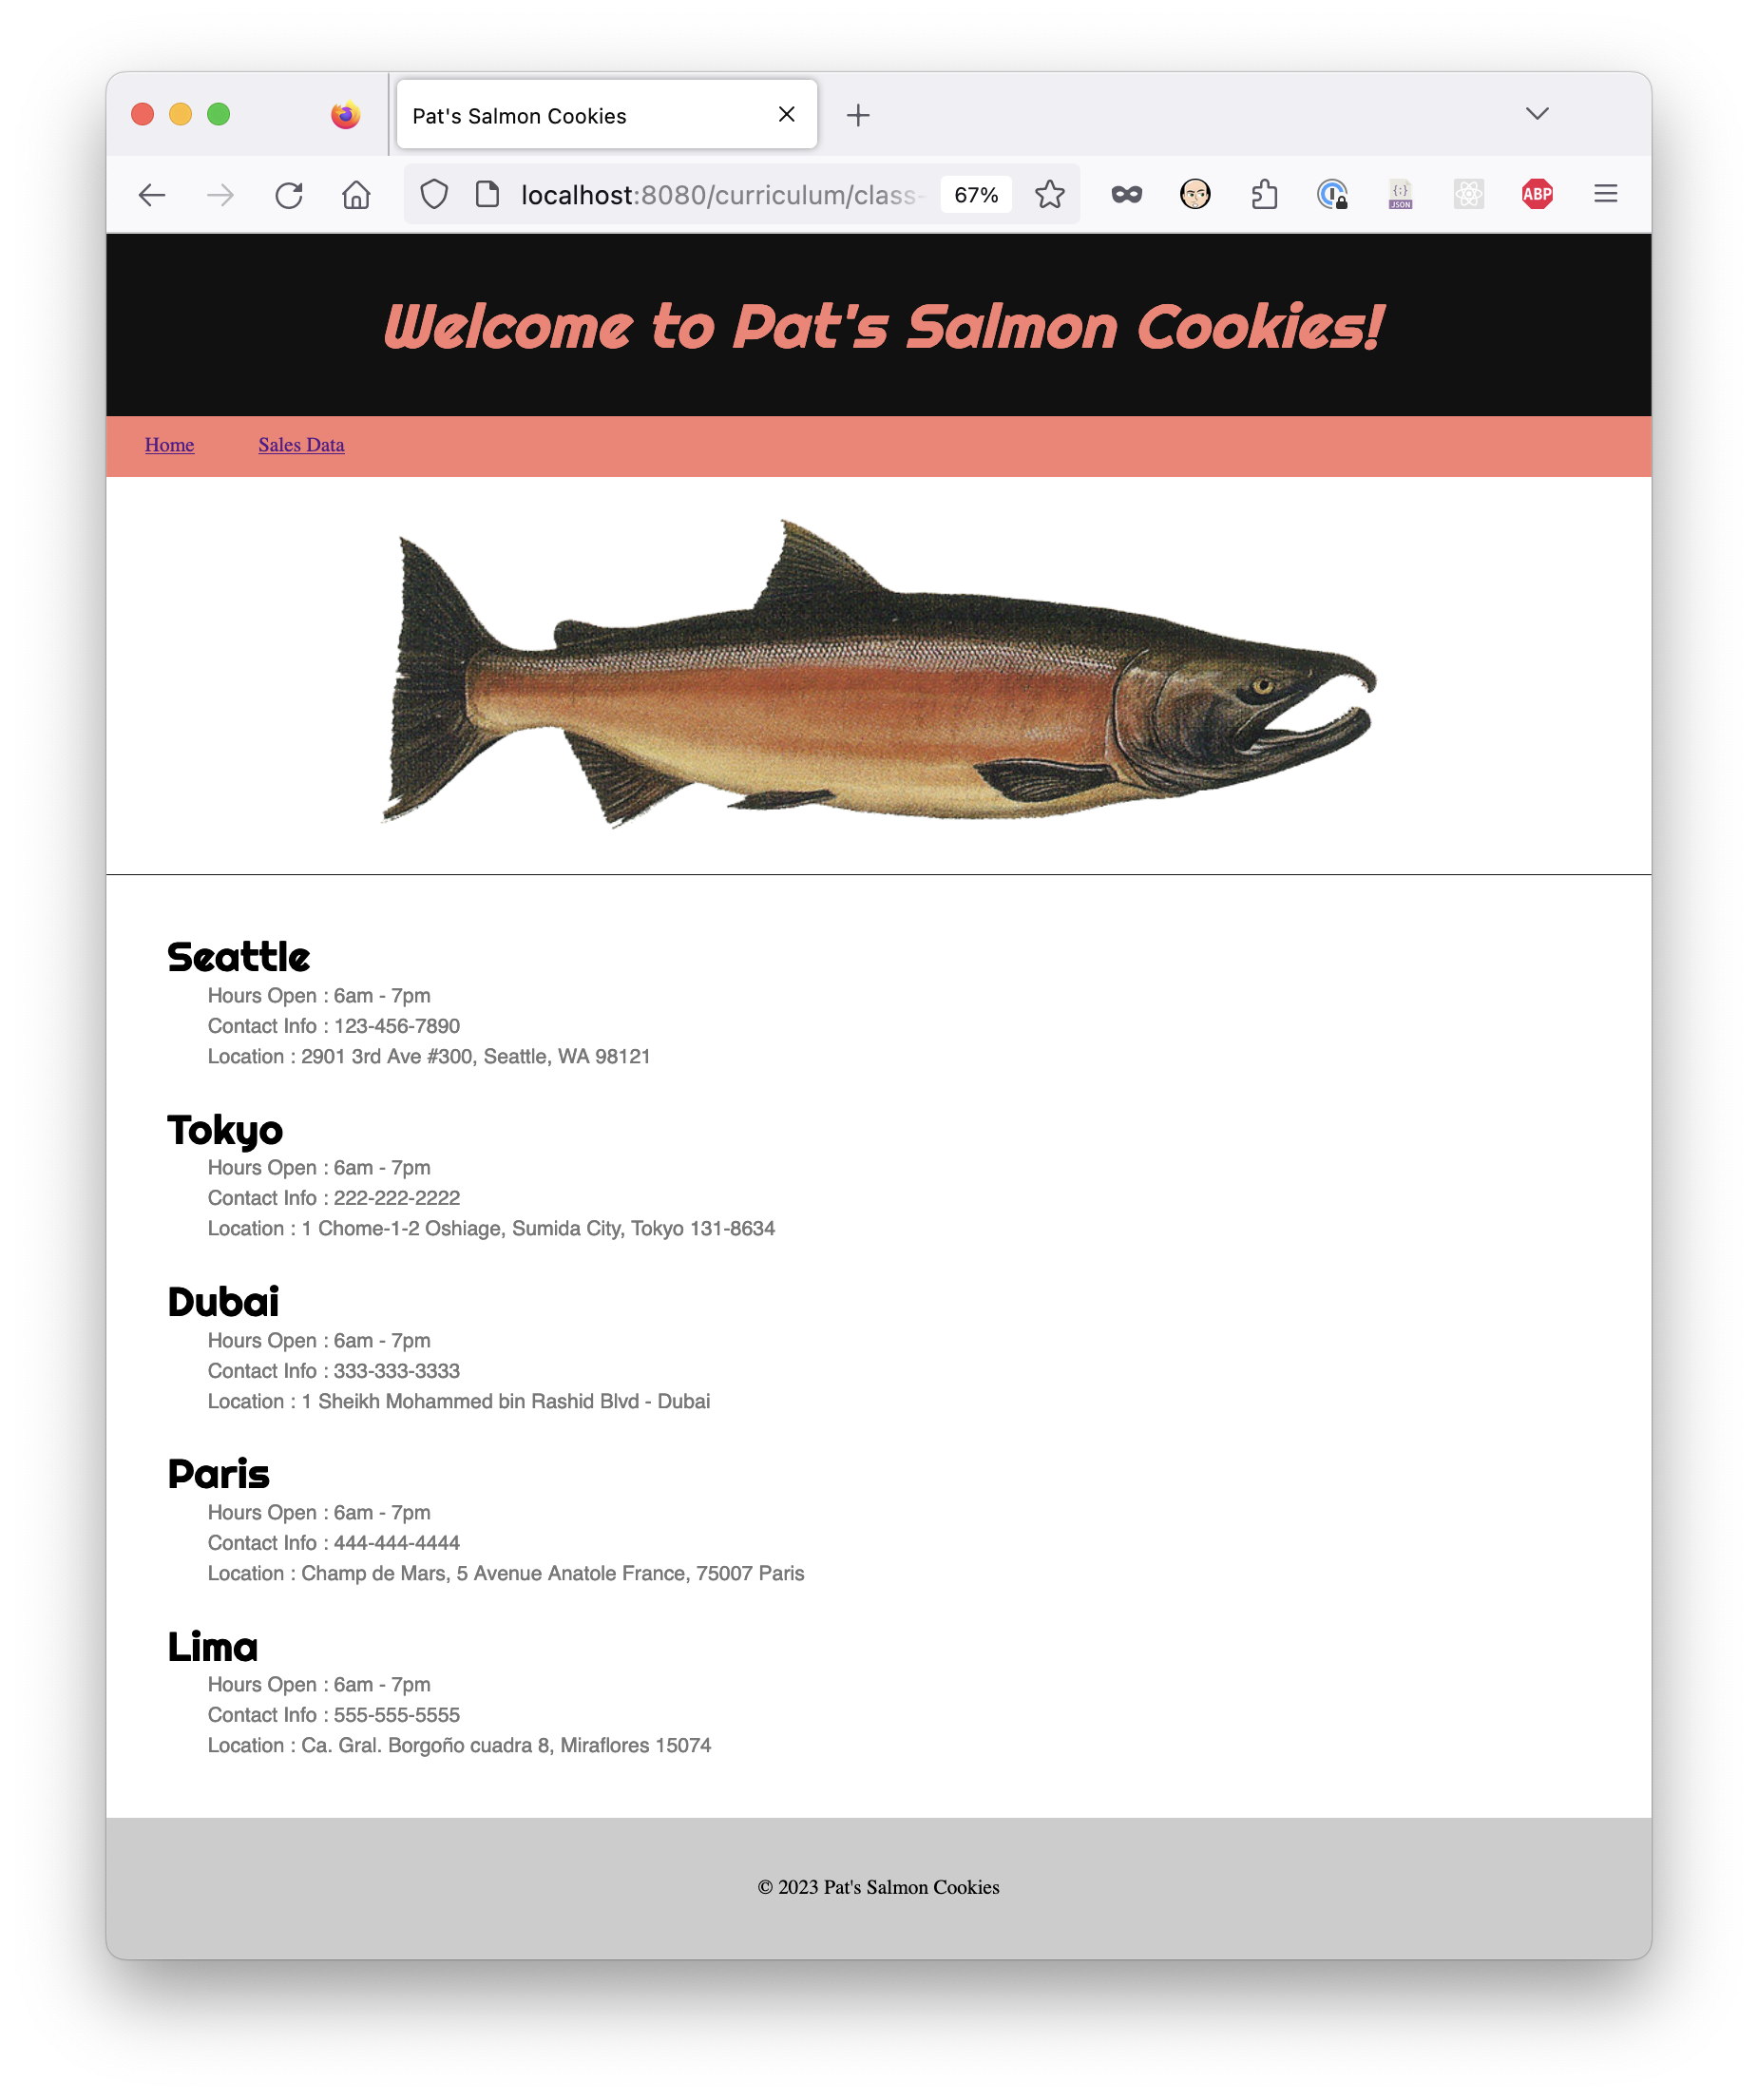 Pat's Salmon Cookies
localhost:8080/curriculum/class-
67%
{;}
JSON
ABP
Welcome to Pat's Salmon Cookies!
Home Sales Data
Seattle
Hours Open : 6am - 7pm
Contact Info : 123-456-7890
Location : 2901 3rd Ave #300, Seattle, WA 98121
Tokyo
Hours Open : 6am - 7pm
Contact Info : 222-222-2222
Location : 1 Chome-1-2 Oshiage, Sumida City, Tokyo 131-8634
Dubai
Hours Open : 6am - 7pm
Contact Info : 333-333-3333
Location : 1 Sheikh Mohammed bin Rashid Blvd - Dubai
Paris
Hours Open : 6am - 7pm
Contact Info : 444-444-4444
Location : Champ de Mars, 5 Avenue Anatole France, 75007 Paris
Lima
Hours Open : 6am - 7pm
Contact Info : 555-555-5555
Location : Ca. Gral. Borgoño cuadra 8, Miraflores 15074
© 2023 Pat's Salmon Cookies